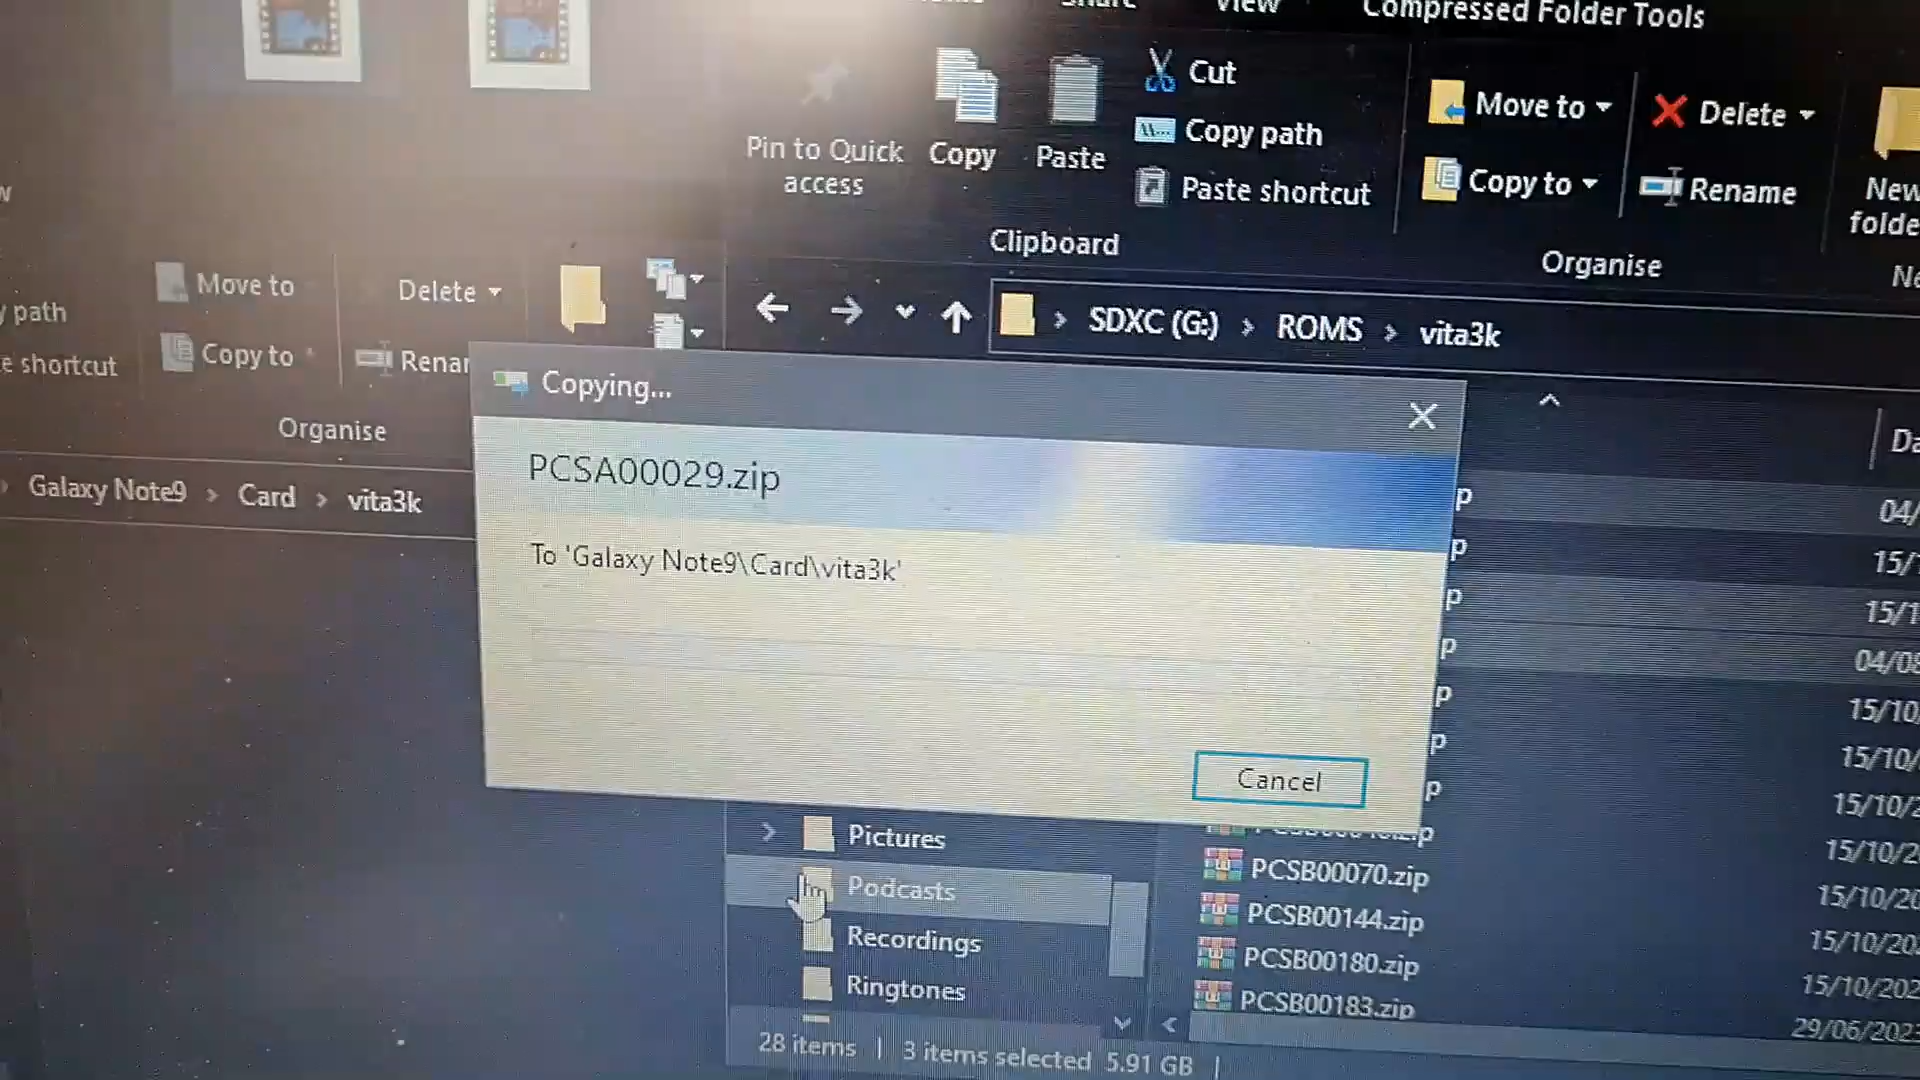 Share
View
Compressed Folder Tools
Pin to Quick access
Copy
Paste
Cut
Copy path
Paste shortcut
Clipboard
Move to
Copy to
Delete
Rename
Organise
New
path
shortcut
Move to
Copy to
Delete
Organise
Galaxy Note9 > Card > vita3k
SDXC (G:) > ROMS > vita3k
Copying...
PCSA00029.zip
To 'Galaxy Note9\Card\vita3k'
Cancel
Pictures
Podcasts
Recordings
Ringtones
PCSB00070.zip
PCSB00144.zip
PCSB00180.zip
PCSB00183.zip
28 items | 3 items selected 5.91 GB |